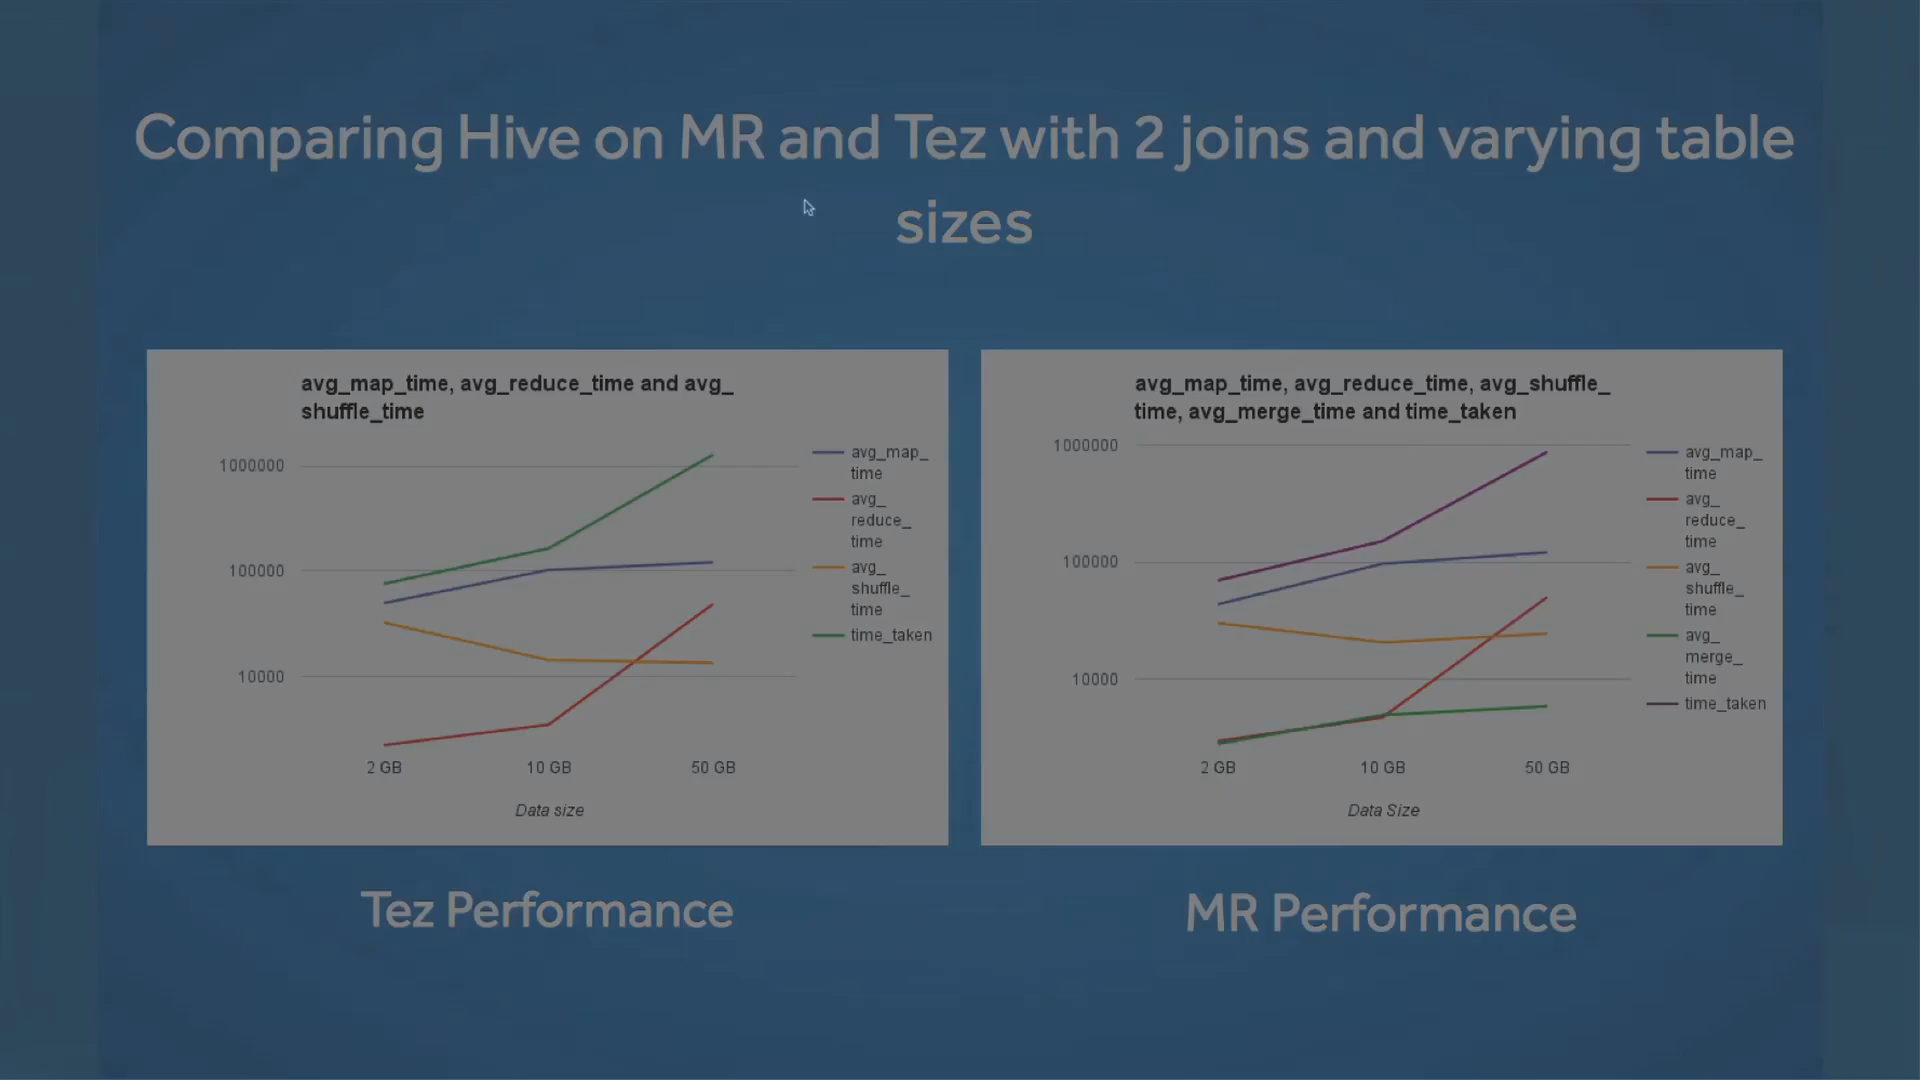 Comparing Hive on MR and Tez with 2 joins and varying table
sizes
avg_map_time, avg_reduce_time and avg_
shuffle_time
1000000
100000
10000
2 GB
10 GB
50 GB
Data size
avg_map_
time
avg_
reduce_
time
avg_
shuffle_
time
time_taken
Tez Performance
avg_map_time, avg_reduce_time, avg_shuffle_
time, avg_merge_time and time_taken
1000000
100000
10000
2 GB
10 GB
50 GB
Data Size
avg_map_
time
avg_
reduce_
time
avg_
shuffle_
time
avg_
merge_
time
time_taken
MR Performance